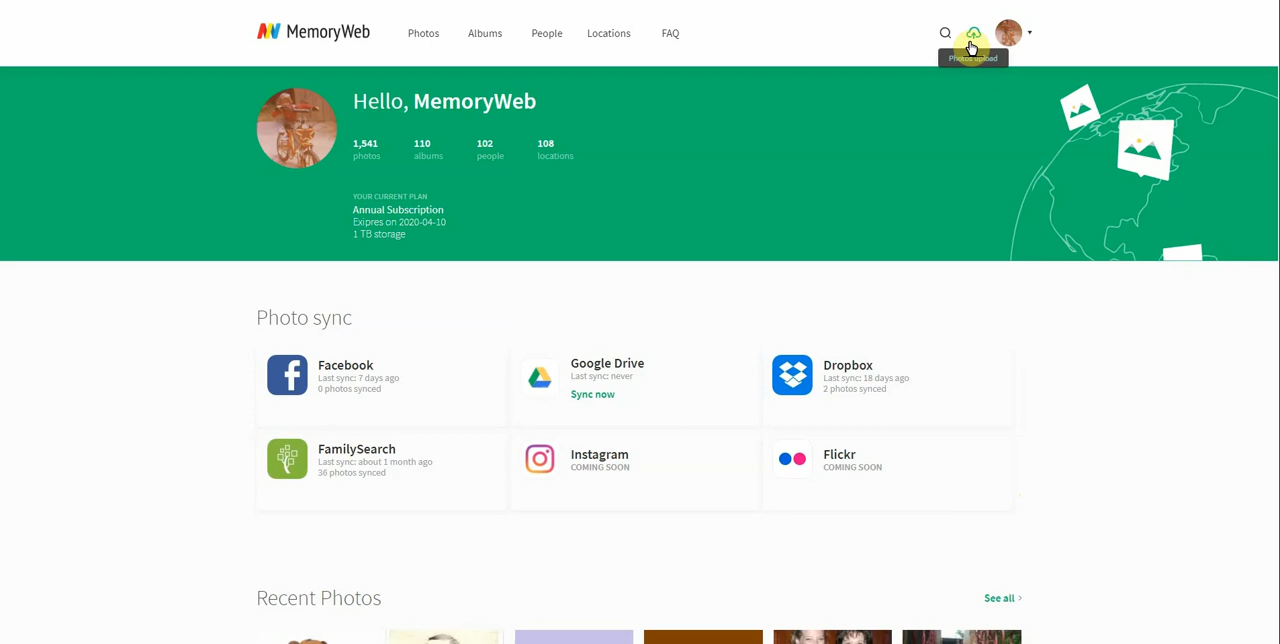 MemoryWeb
Photos Albums People Locations FAQ
Photos upload
Hello, MemoryWeb
1,541 110 102 108
photos albums people locations
YOUR CURRENT PLAN
Annual Subscription
Expires on 2020-04-10
1 TB storage
Photo sync
Facebook
Last sync: 7 days ago
0 photos synced
Google Drive
Last sync: never
Sync now
Dropbox
Last sync: 18 days ago
2 photos synced
FamilySearch
Last sync: about 1 month ago
36 photos synced
Instagram
COMING SOON
Flickr
COMING SOON
Recent Photos
See all >